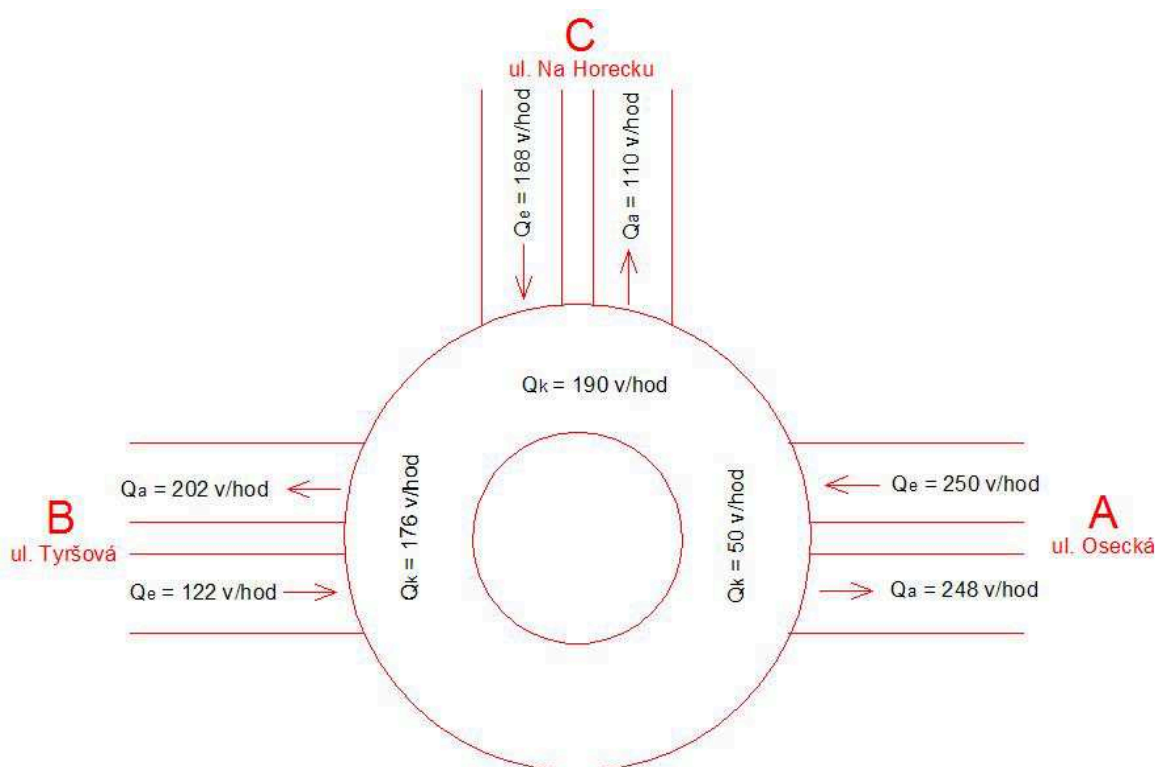 C
ul. Na Horecku
Qe = 188 v/hod
Qa = 110 v/hod
Qk = 190 v/hod
Qa = 202 v/hod
B
ul. Tyršová
Qe = 122 v/hod
Qk = 176 v/hod
Qk = 50 v/hod
Qe = 250 v/hod
A
ul. Osecká
Qa = 248 v/hod